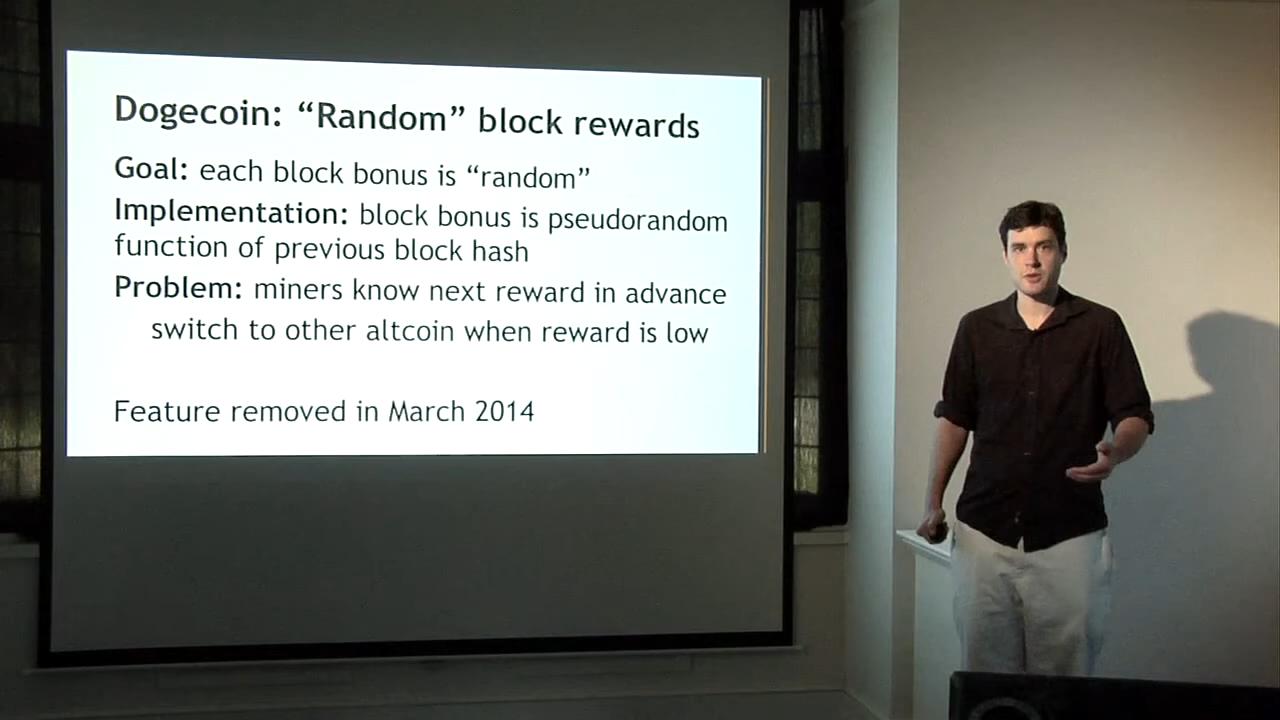 Dogecoin: “Random” block rewards
Goal: each block bonus is “random”
Implementation: block bonus is pseudorandom
function of previous block hash
Problem: miners know next reward in advance
switch to other altcoin when reward is low
Feature removed in March 2014